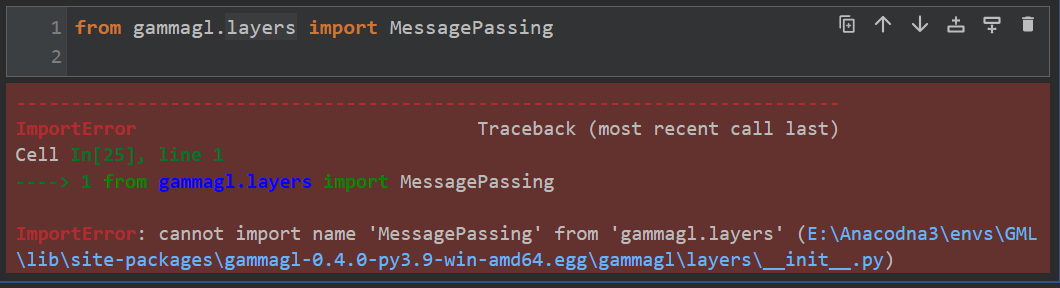 1 from gammagl.layers import MessagePassing
2
---------------------------------------------------------------------------
ImportError Traceback (most recent call last)
Cell In[25], line 1
----> 1 from gammagl.layers import MessagePassing
ImportError: cannot import name 'MessagePassing' from 'gammagl.layers' (E:\Anacodna3\envs\GML
\lib\site-packages\gammagl-0.4.0-py3.9-win-amd64.egg\gammagl\layers\__init__.py)